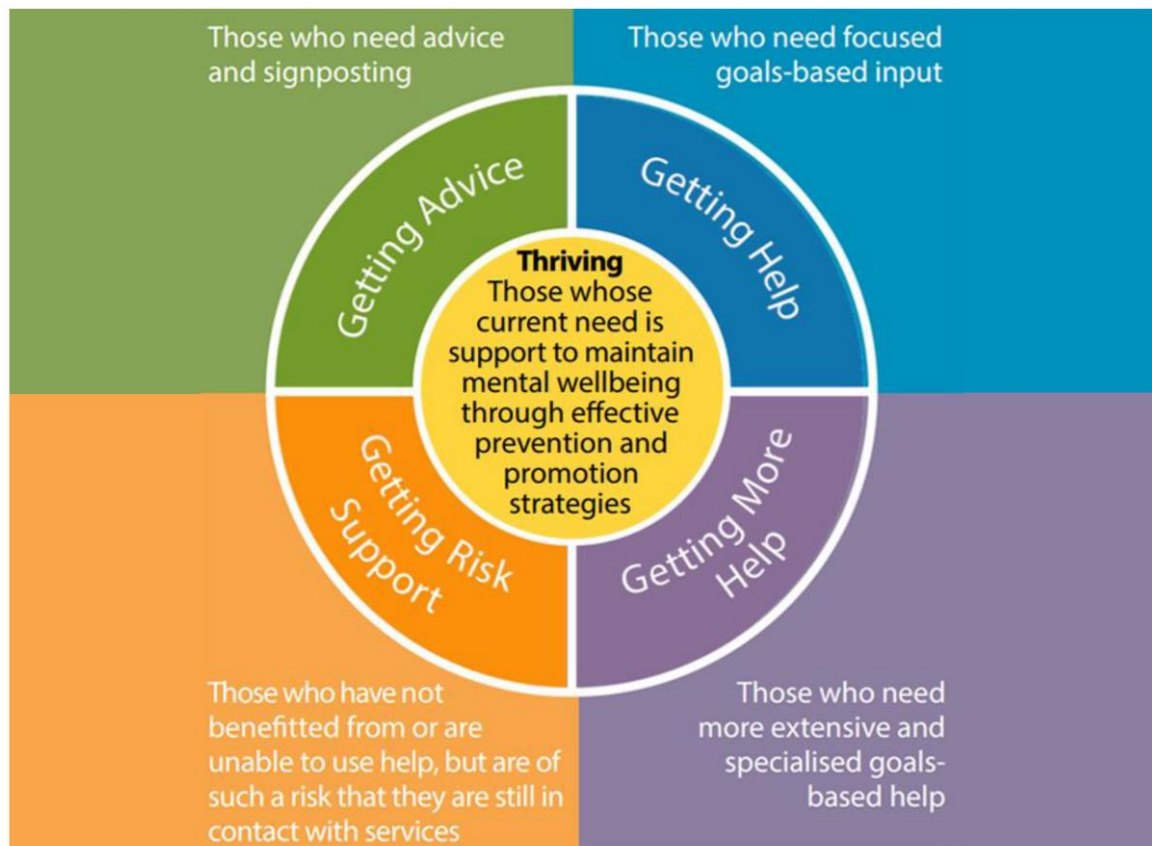 Those who need advice
and signposting
Those who need focused
goals-based input
Getting Advice
Getting Help
Thriving
Those whose
current need is
support to maintain
mental wellbeing
through effective
prevention and
promotion
strategies
Getting Risk
Support
Getting More
Help
Those who have not
benefitted from or are
unable to use help, but are of
such a risk that they are still in
contact with services
Those who need
more extensive and
specialised goals-
based help